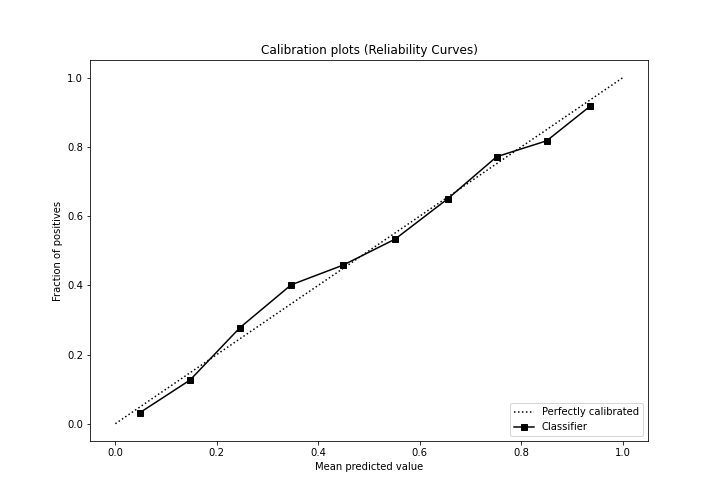 Calibration plots (Reliability Curves)
1.0
0.8
0.6
0.4
0.2
0.0
Fraction of positives
0.0 0.2 0.4 0.6 0.8 1.0
Mean predicted value
Perfectly calibrated
Classifier